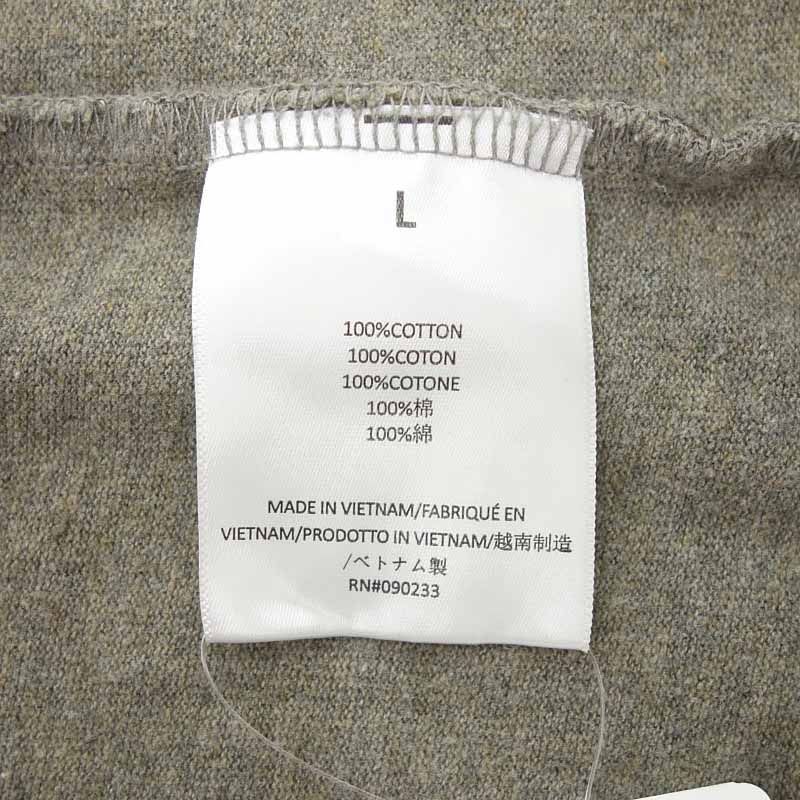 L
100%COTTON
100%COTON
100%COTONE
100%棉
100%綿
MADE IN VIETNAM/FABRIQUÉ EN
VIETNAM/PRODOTTO IN VIETNAM/越南制造
/ベトナム製
RN#090233